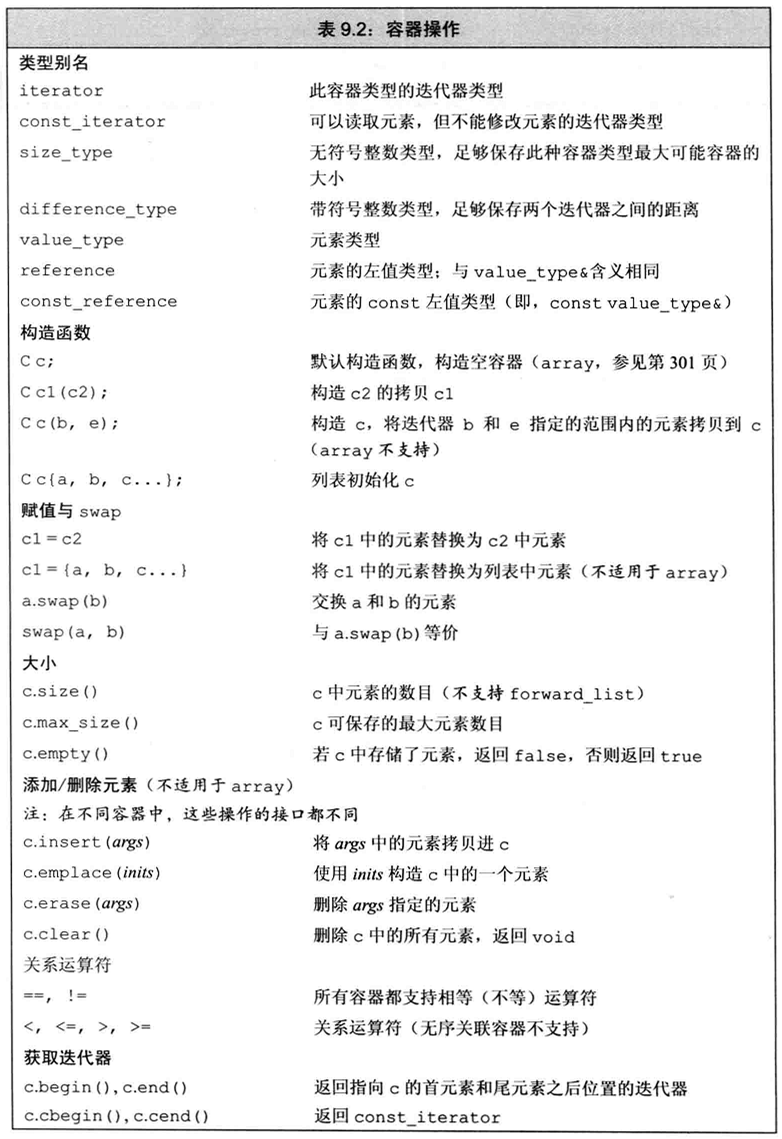 表 9.2：容器操作
类型别名
iterator 此容器类型的迭代器类型
const_iterator 可以读取元素，但不能修改元素的迭代器类型
size_type 无符号整数类型，足够保存此种容器类型最大可能容器的
大小
difference_type 带符号整数类型，足够保存两个迭代器之间的距离
value_type 元素类型
reference 元素的左值类型；与value_type&含义相同
const_reference 元素的 const 左值类型（即，const value_type&）
构造函数
C c; 默认构造函数，构造空容器（array，参见第 301 页）
C c1(c2); 构造 c2 的拷贝 c1
C c(b, e); 构造 c，将迭代器 b 和 e 指定的范围内的元素拷贝到 c
（array 不支持）
C c{a, b, c...}; 列表初始化 c
赋值与 swap
c1 = c2 将 c1 中的元素替换为 c2 中元素
c1 = {a, b, c...} 将 c1 中的元素替换为列表中元素（不适用于 array）
a.swap(b) 交换 a 和 b 的元素
swap(a, b) 与 a.swap(b)等价
大小
c.size() c 中元素的数目（不支持 forward_list）
c.max_size() c 可保存的最大元素数目
c.empty() 若 c 中存储了元素，返回 false，否则返回 true
添加/删除元素（不适用于 array）
注：在不同容器中，这些操作的接口都不同
c.insert(args) 将 args 中的元素拷贝进 c
c.emplace(inits) 使用 inits 构造 c 中的一个元素
c.erase(args) 删除 args 指定的元素
c.clear() 删除 c 中的所有元素，返回 void
关系运算符
==, != 所有容器都支持相等（不等）运算符
<, <=, >, >= 关系运算符（无序关联容器不支持）
获取迭代器
c.begin(),c.end() 返回指向 c 的首元素和尾元素之后位置的迭代器
c.cbegin(),c.cend() 返回 const_iterator